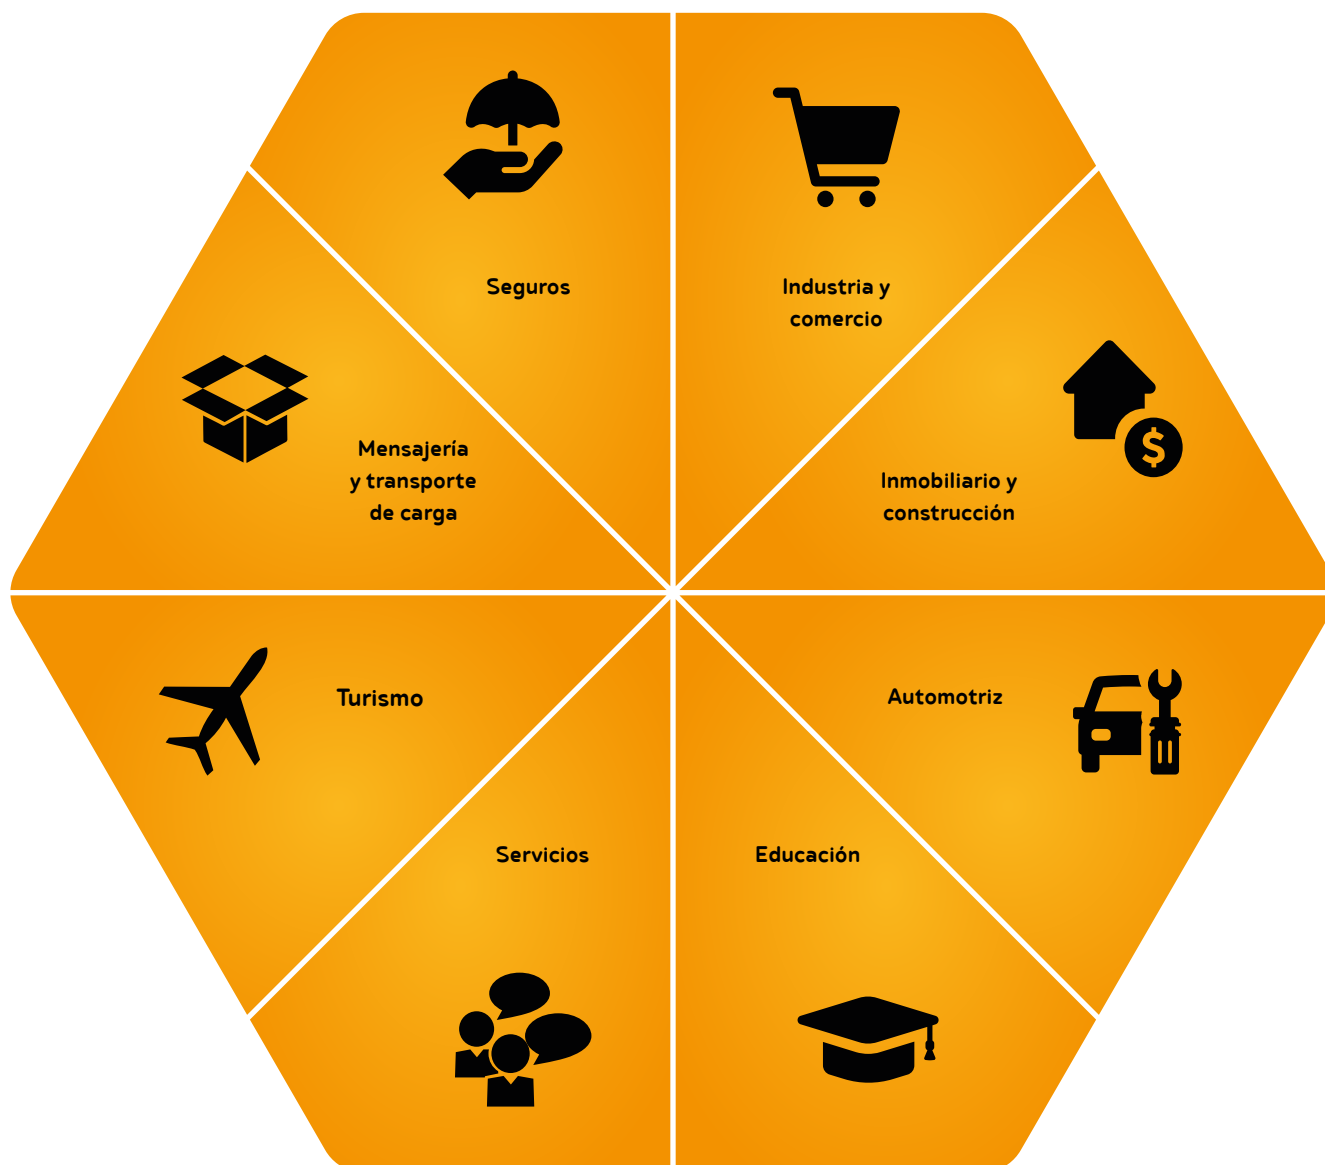 Seguros
Industria y
comercio
Mensajería
y transporte
de carga
Inmobiliario y
construcción
Turismo
Automotriz
Servicios
Educación
$